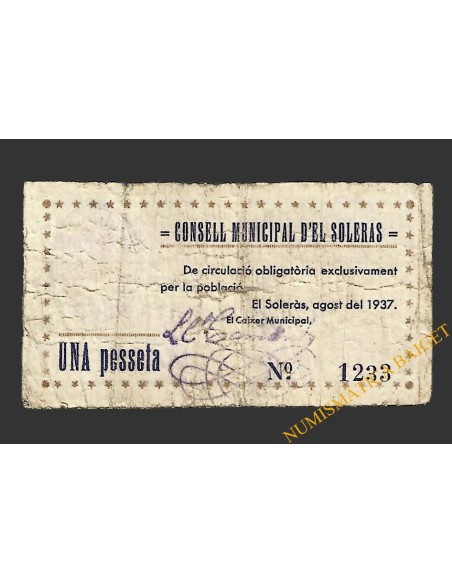 = CONSELL MUNICIPAL D'EL SOLERAS =
De circulació obligatòria exclusivament
per la població
El Soleràs, agost del 1937.
El Caixer Municipal,
UNA pesseta
Nº 1233
NUMISMATICA BAIGET